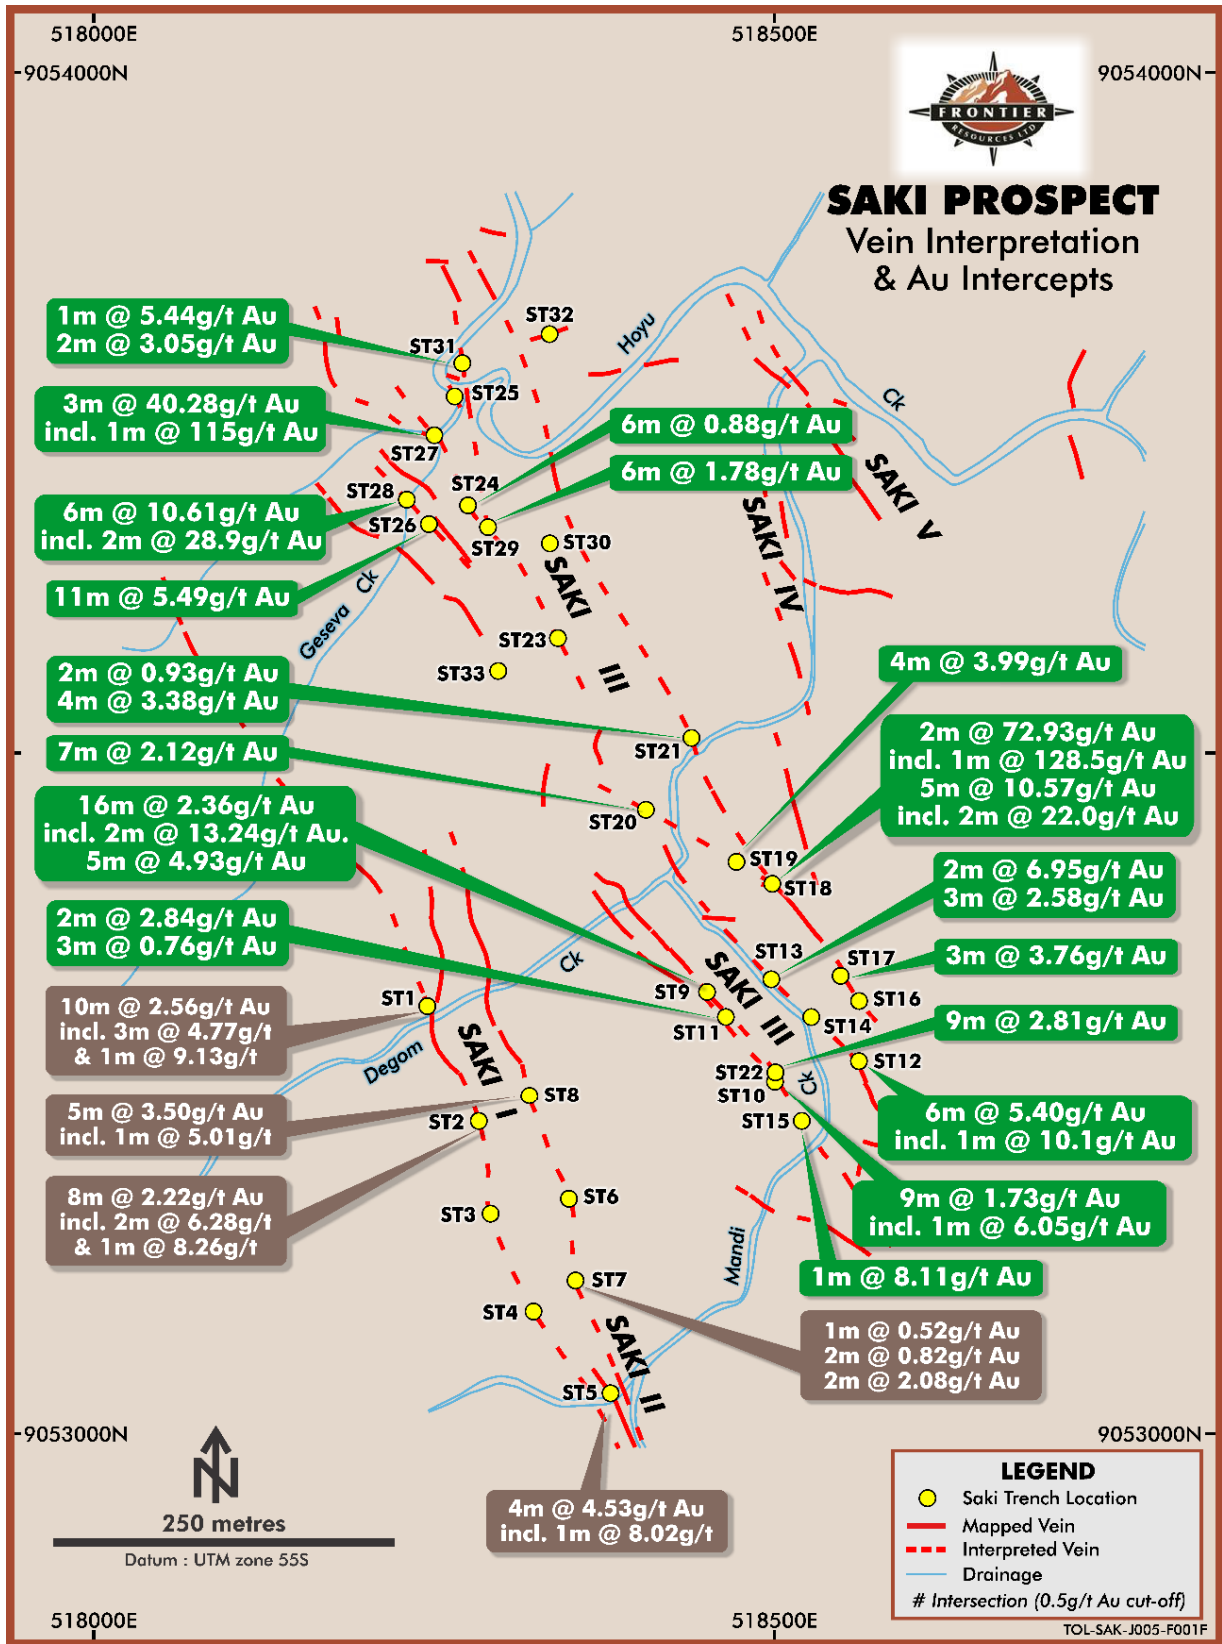 518000E
518500E
9054000N
9054000N
FRONTIER
RESOURCES LTD
SAKI PROSPECT
Vein Interpretation
& Au Intercepts
1m @ 5.44g/t Au
2m @ 3.05g/t Au
ST32
Hoyu
ST31
ST25
Ck
3m @ 40.28g/t Au
incl. 1m @ 115g/t Au
6m @ 0.88g/t Au
ST27
6m @ 1.78g/t Au
SAKI V
ST28
ST24
6m @ 10.61g/t Au
incl. 2m @ 28.9g/t Au
ST26
ST29
ST30
SAKI IV
SAKI III
11m @ 5.49g/t Au
Geseva Ck
ST23
ST33
4m @ 3.99g/t Au
2m @ 0.93g/t Au
4m @ 3.38g/t Au
ST21
2m @ 72.93g/t Au
incl. 1m @ 128.5g/t Au
5m @ 10.57g/t Au
incl. 2m @ 22.0g/t Au
7m @ 2.12g/t Au
16m @ 2.36g/t Au
incl. 2m @ 13.24g/t Au.
5m @ 4.93g/t Au
ST20
ST19
ST18
2m @ 6.95g/t Au
3m @ 2.58g/t Au
2m @ 2.84g/t Au
3m @ 0.76g/t Au
Ck
SAKI III
ST13
ST17
3m @ 3.76g/t Au
ST9
ST16
10m @ 2.56g/t Au
incl. 3m @ 4.77g/t
& 1m @ 9.13g/t
ST1
ST11
ST14
9m @ 2.81g/t Au
Degom
SAKI I
ST12
ST22
ST10
Ck
5m @ 3.50g/t Au
incl. 1m @ 5.01g/t
ST8
ST2
ST15
6m @ 5.40g/t Au
incl. 1m @ 10.1g/t Au
8m @ 2.22g/t Au
incl. 2m @ 6.28g/t
& 1m @ 8.26g/t
ST6
ST3
9m @ 1.73g/t Au
incl. 1m @ 6.05g/t Au
Mandi
ST7
1m @ 8.11g/t Au
ST4
SAKI II
1m @ 0.52g/t Au
2m @ 0.82g/t Au
2m @ 2.08g/t Au
ST5
9053000N
9053000N
N
250 metres
Datum : UTM zone 55S
4m @ 4.53g/t Au
incl. 1m @ 8.02g/t
LEGEND
Saki Trench Location
Mapped Vein
Interpreted Vein
Drainage
# Intersection (0.5g/t Au cut-off)
518000E
518500E
TOL-SAK-J005-F001F